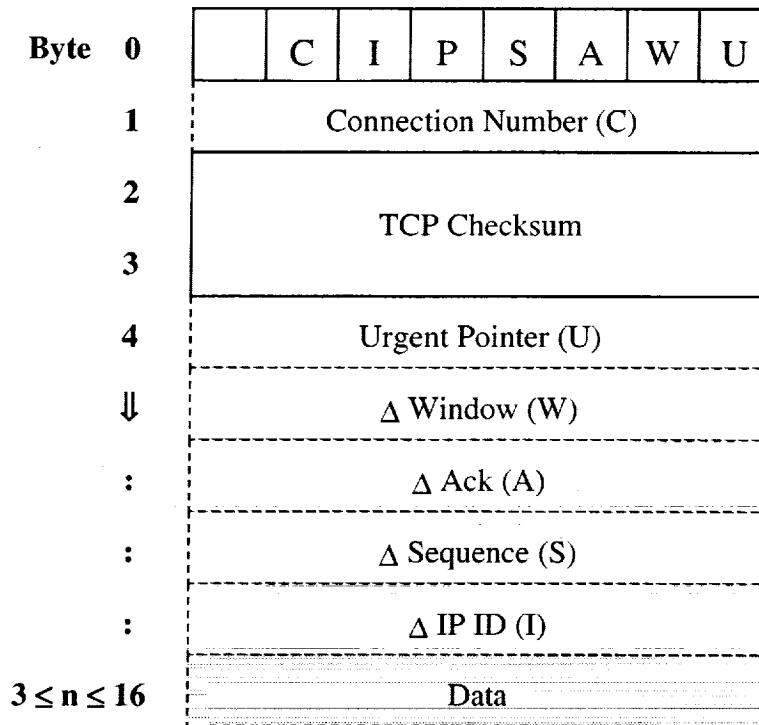 Byte 0 C I P S A W U
1 Connection Number (C)
2
TCP Checksum
3
4 Urgent Pointer (U)
⇓ Δ Window (W)
: Δ Ack (A)
: Δ Sequence (S)
: Δ IP ID (I)
3 ≤ n ≤ 16 Data